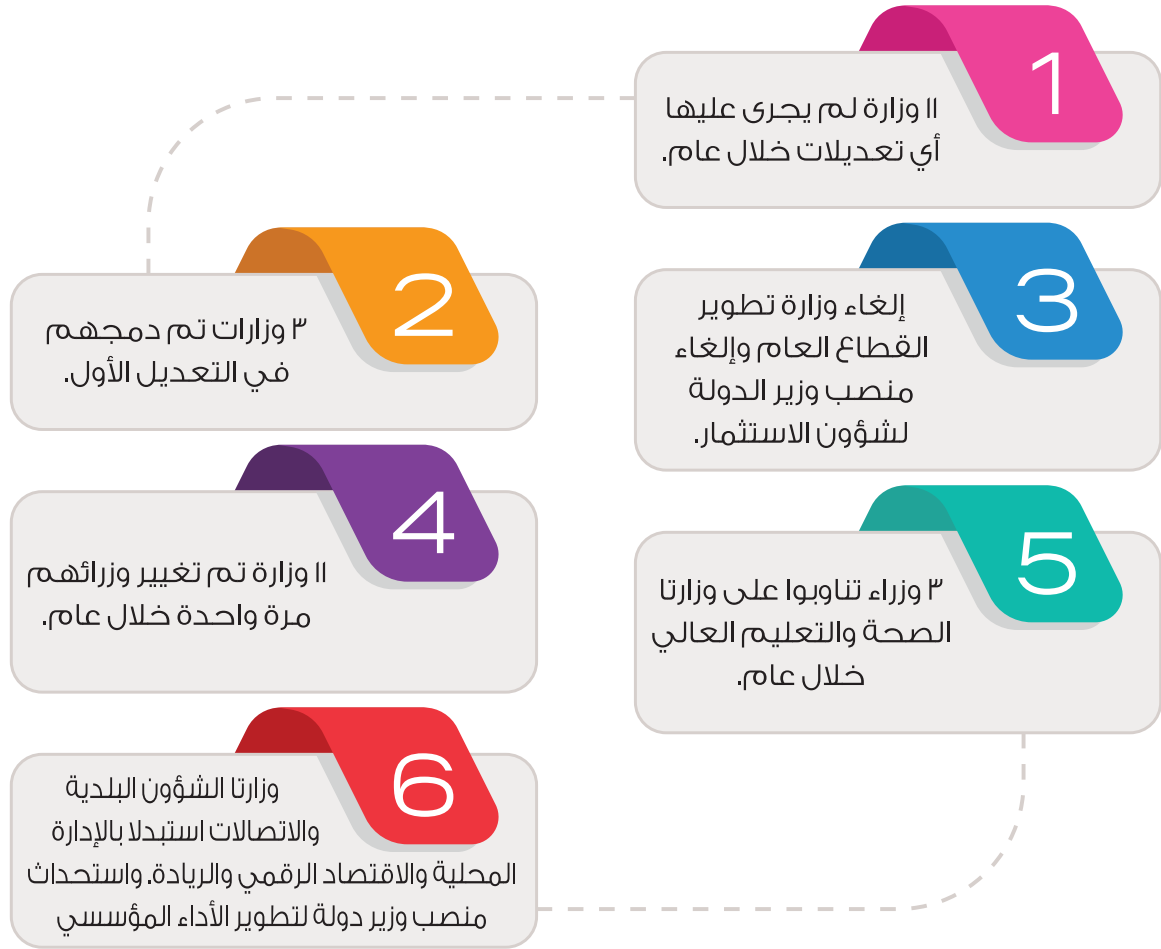 1
١١ وزارة لم يجرى عليها
أي تعديلات خلال عام.
2
٣ وزارات تم دمجهم
في التعديل الأول.
3
إلغاء وزارة تطوير
القطاع العام وإلغاء
منصب وزير الدولة
لشؤون الاستثمار.
4
١١ وزارة تم تغيير وزرائهم
مرة واحدة خلال عام.
5
٣ وزراء تناوبوا على وزارتا
الصحة والتعليم العالي
خلال عام.
6
وزارتا الشؤون البلدية
والاتصالات استبدلا بالإدارة
المحلية والاقتصاد الرقمي والريادة. واستحداث
منصب وزير دولة لتطوير الأداء المؤسسي